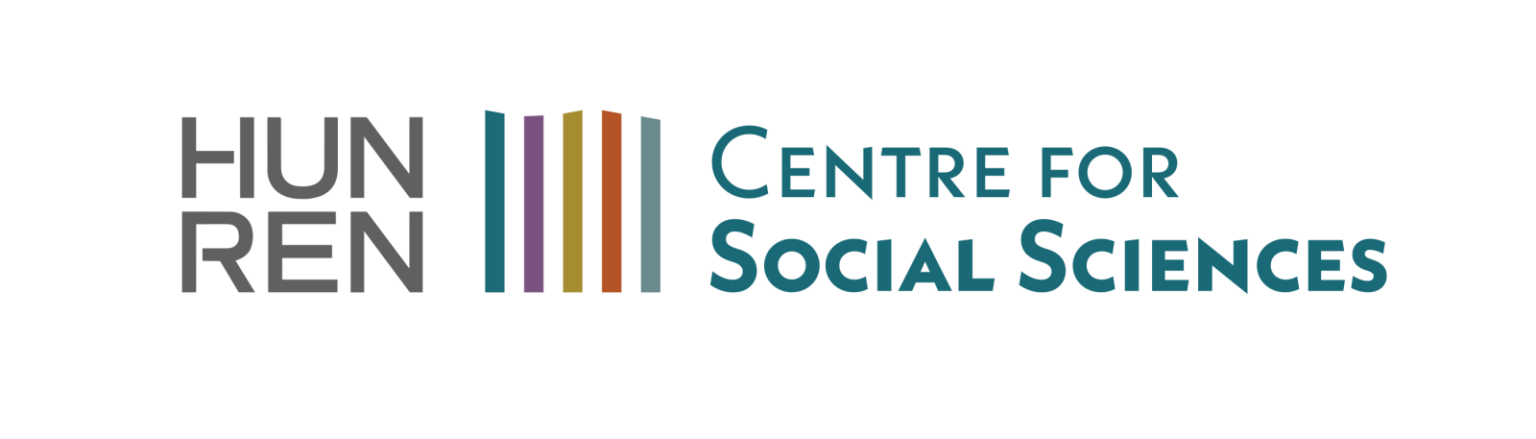 HUN
REN
CENTRE FOR
SOCIAL SCIENCES